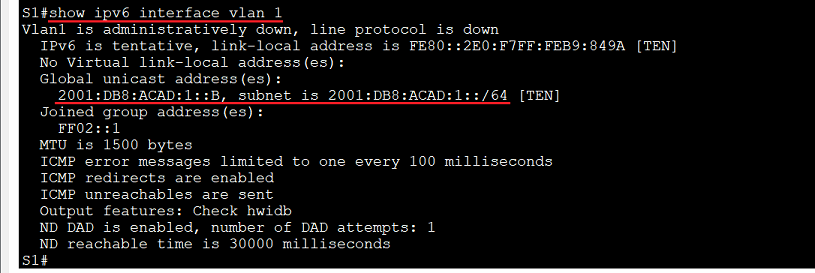 S1#show ipv6 interface vlan 1
Vlan1 is administratively down, line protocol is down
IPv6 is tentative, link-local address is FE80::2E0:F7FF:FEB9:849A [TEN]
No Virtual link-local address(es):
Global unicast address(es):
2001:DB8:ACAD:1::B, subnet is 2001:DB8:ACAD:1::/64 [TEN]
Joined group address(es):
FF02::1
MTU is 1500 bytes
ICMP error messages limited to one every 100 milliseconds
ICMP redirects are enabled
ICMP unreachables are sent
Output features: Check hwidb
ND DAD is enabled, number of DAD attempts: 1
ND reachable time is 30000 milliseconds
S1#